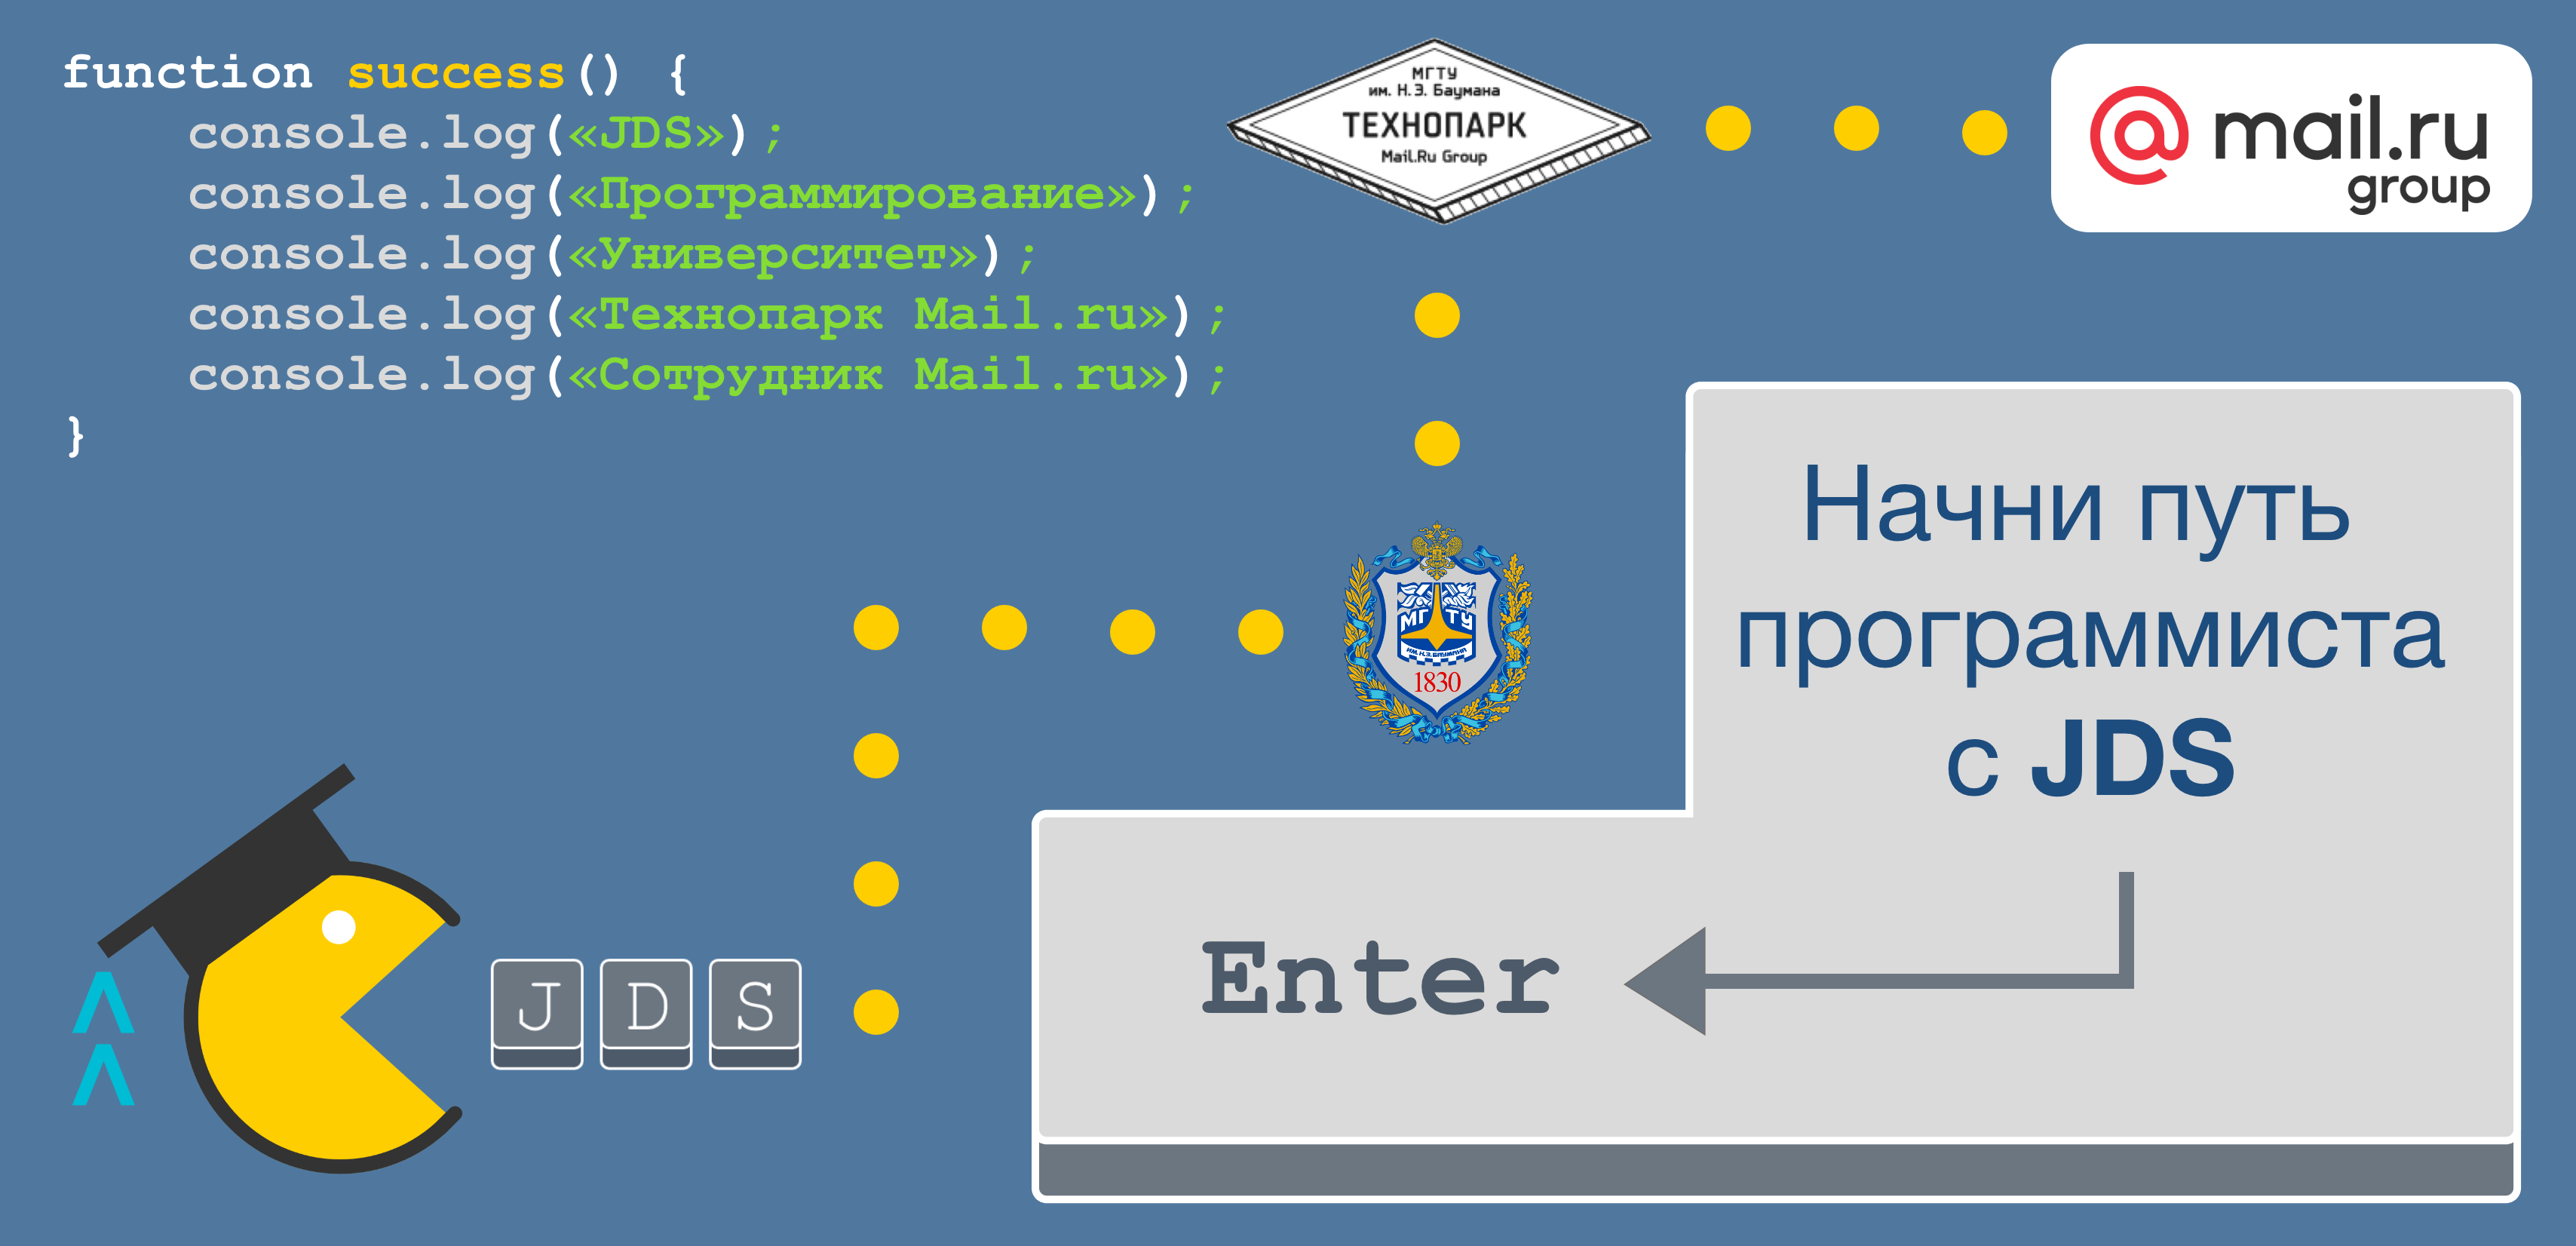 function success() {
console.log(«JDS»);
console.log(«Программирование»);
console.log(«Университет»);
console.log(«Технопарк Mail.ru»);
console.log(«Сотрудник Mail.ru»);
}
МГТУ
им. Н.Э. Баумана
ТЕХНОПАРК
Mail.Ru Group
@mail.ru
group
МГ ТУ
ИМ. Н.Э. БАУМАНА
1830
Начни путь
программиста
с JDS
Enter
J D S